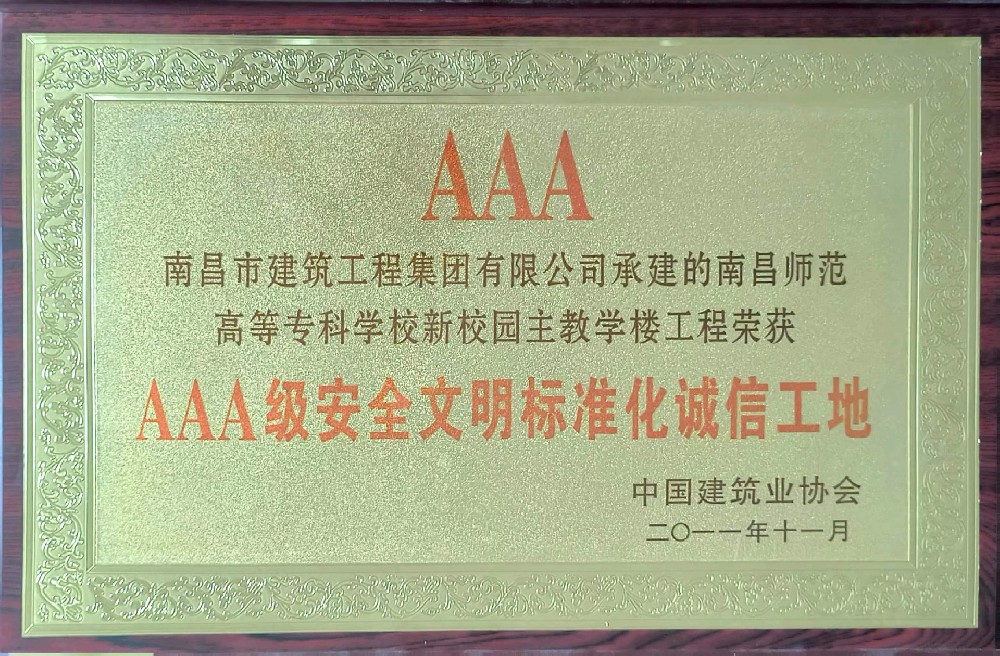 AAA
南昌市建筑工程集团有限公司承建的南昌师范
高等专科学校新校园主教学楼工程荣获
AAA级安全文明标准化诚信工地
中国建筑业协会
二〇一一年十一月